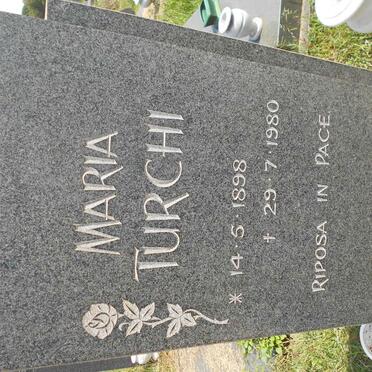 MARIA
TURCHI
* 14·5·1898
† 29·7·1980
RIPOSA IN PACE